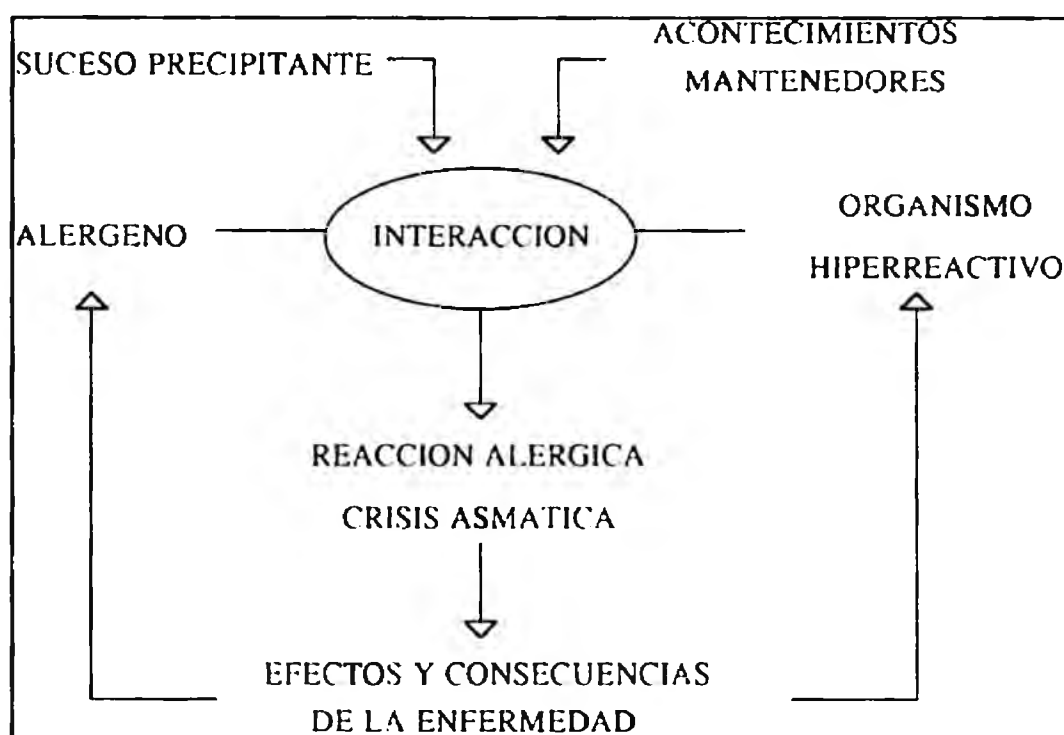 SUCESO PRECIPITANTE
ACONTECIMIENTOS
MANTENEDORES
ALERGENO
INTERACCION
ORGANISMO
HIPERREACTIVO
REACCION ALERGICA
CRISIS ASMATICA
EFECTOS Y CONSECUENCIAS
DE LA ENFERMEDAD